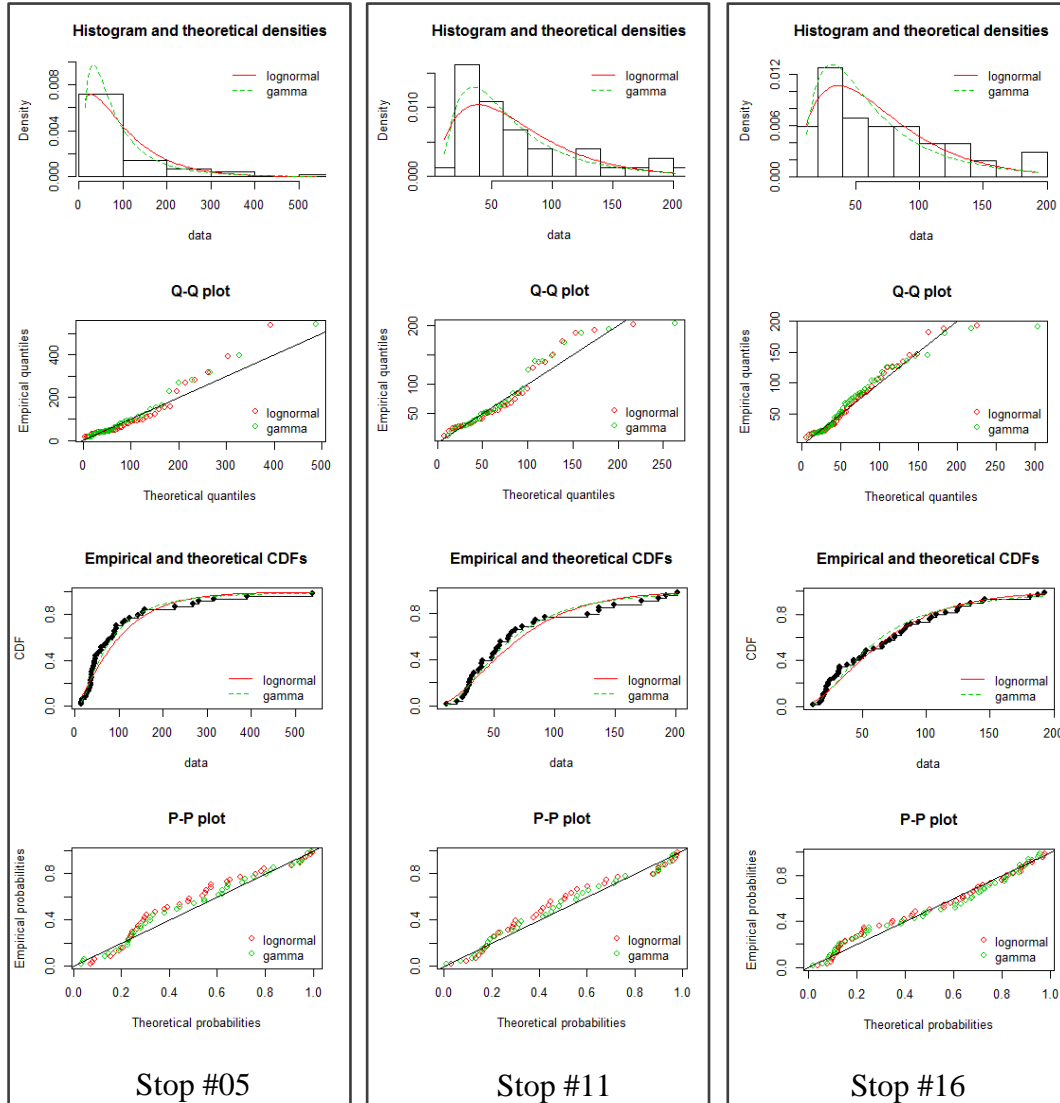 Histogram and theoretical densities
Density
0.000 0.004 0.008
lognormal
gamma
0 100 200 300 400 500
data
Q-Q plot
Empirical quantiles
0 200 400
lognormal
gamma
0 100 200 300 400 500
Theoretical quantiles
Empirical and theoretical CDFs
CDF
0.0 0.4 0.8
lognormal
gamma
0 100 200 300 400 500
data
P-P plot
Empirical probabilities
0.0 0.4 0.8
lognormal
gamma
0.0 0.2 0.4 0.6 0.8 1.0
Theoretical probabilities
Stop #05
Histogram and theoretical densities
Density
0.000 0.010
lognormal
gamma
50 100 150 200
data
Q-Q plot
Empirical quantiles
50 100 150 200
lognormal
gamma
0 50 100 150 200 250
Theoretical quantiles
Empirical and theoretical CDFs
CDF
0.0 0.4 0.8
lognormal
gamma
50 100 150 200
data
P-P plot
Empirical probabilities
0.0 0.4 0.8
lognormal
gamma
0.0 0.2 0.4 0.6 0.8 1.0
Theoretical probabilities
Stop #11
Histogram and theoretical densities
Density
0.000 0.006 0.012
lognormal
gamma
50 100 150 200
data
Q-Q plot
Empirical quantiles
50 100 150 200
lognormal
gamma
0 50 100 150 200 250 300
Theoretical quantiles
Empirical and theoretical CDFs
CDF
0.0 0.4 0.8
lognormal
gamma
50 100 150 200
data
P-P plot
Empirical probabilities
0.0 0.4 0.8
lognormal
gamma
0.0 0.2 0.4 0.6 0.8 1.0
Theoretical probabilities
Stop #16